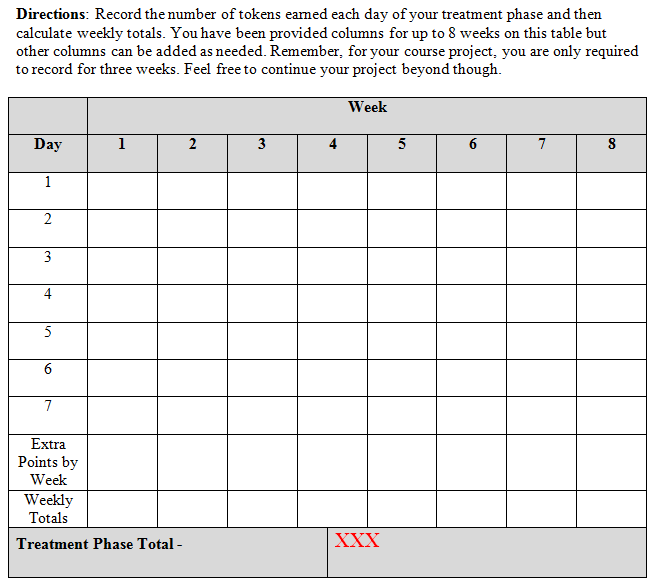 Directions: Record the number of tokens earned each day of your treatment phase and then
calculate weekly totals. You have been provided columns for up to 8 weeks on this table but
other columns can be added as needed. Remember, for your course project, you are only required
to record for three weeks. Feel free to continue your project beyond though.
Week
Day 1 2 3 4 5 6 7 8
1
2
3
4
5
6
7
Extra
Points by
Week
Weekly
Totals
Treatment Phase Total - XXX